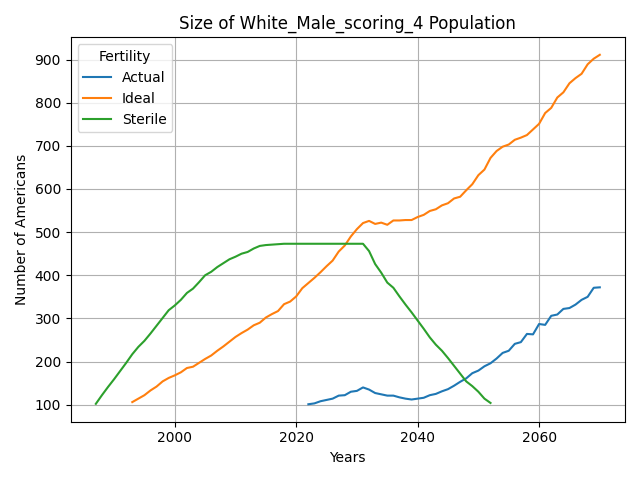 Size of White_Male_scoring_4 Population
Fertility
Actual
Ideal
Sterile
Number of Americans
900
800
700
600
500
400
300
200
100
2000 2020 2040 2060
Years